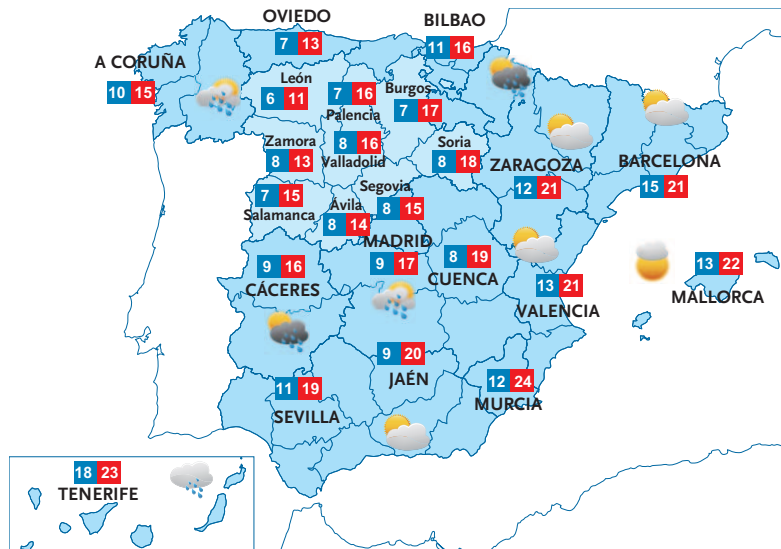 OVIEDO
7 13
BILBAO
11 16
A CORUÑA
10 15
León
6 11
7 16
Palencia
Burgos
7 17
Zamora
8 13
8 16
Valladolid
Soria
8 18
ZARAGOZA
12 21
BARCELONA
15 21
7 15
Salamanca
Ávila
8 14
Segovia
8 15
MADRID
9 17
8 19
CUENCA
9 16
CÁCERES
13 21
VALENCIA
13 22
MALLORCA
9 20
JAÉN
11 19
SEVILLA
12 24
MURCIA
18 23
TENERIFE